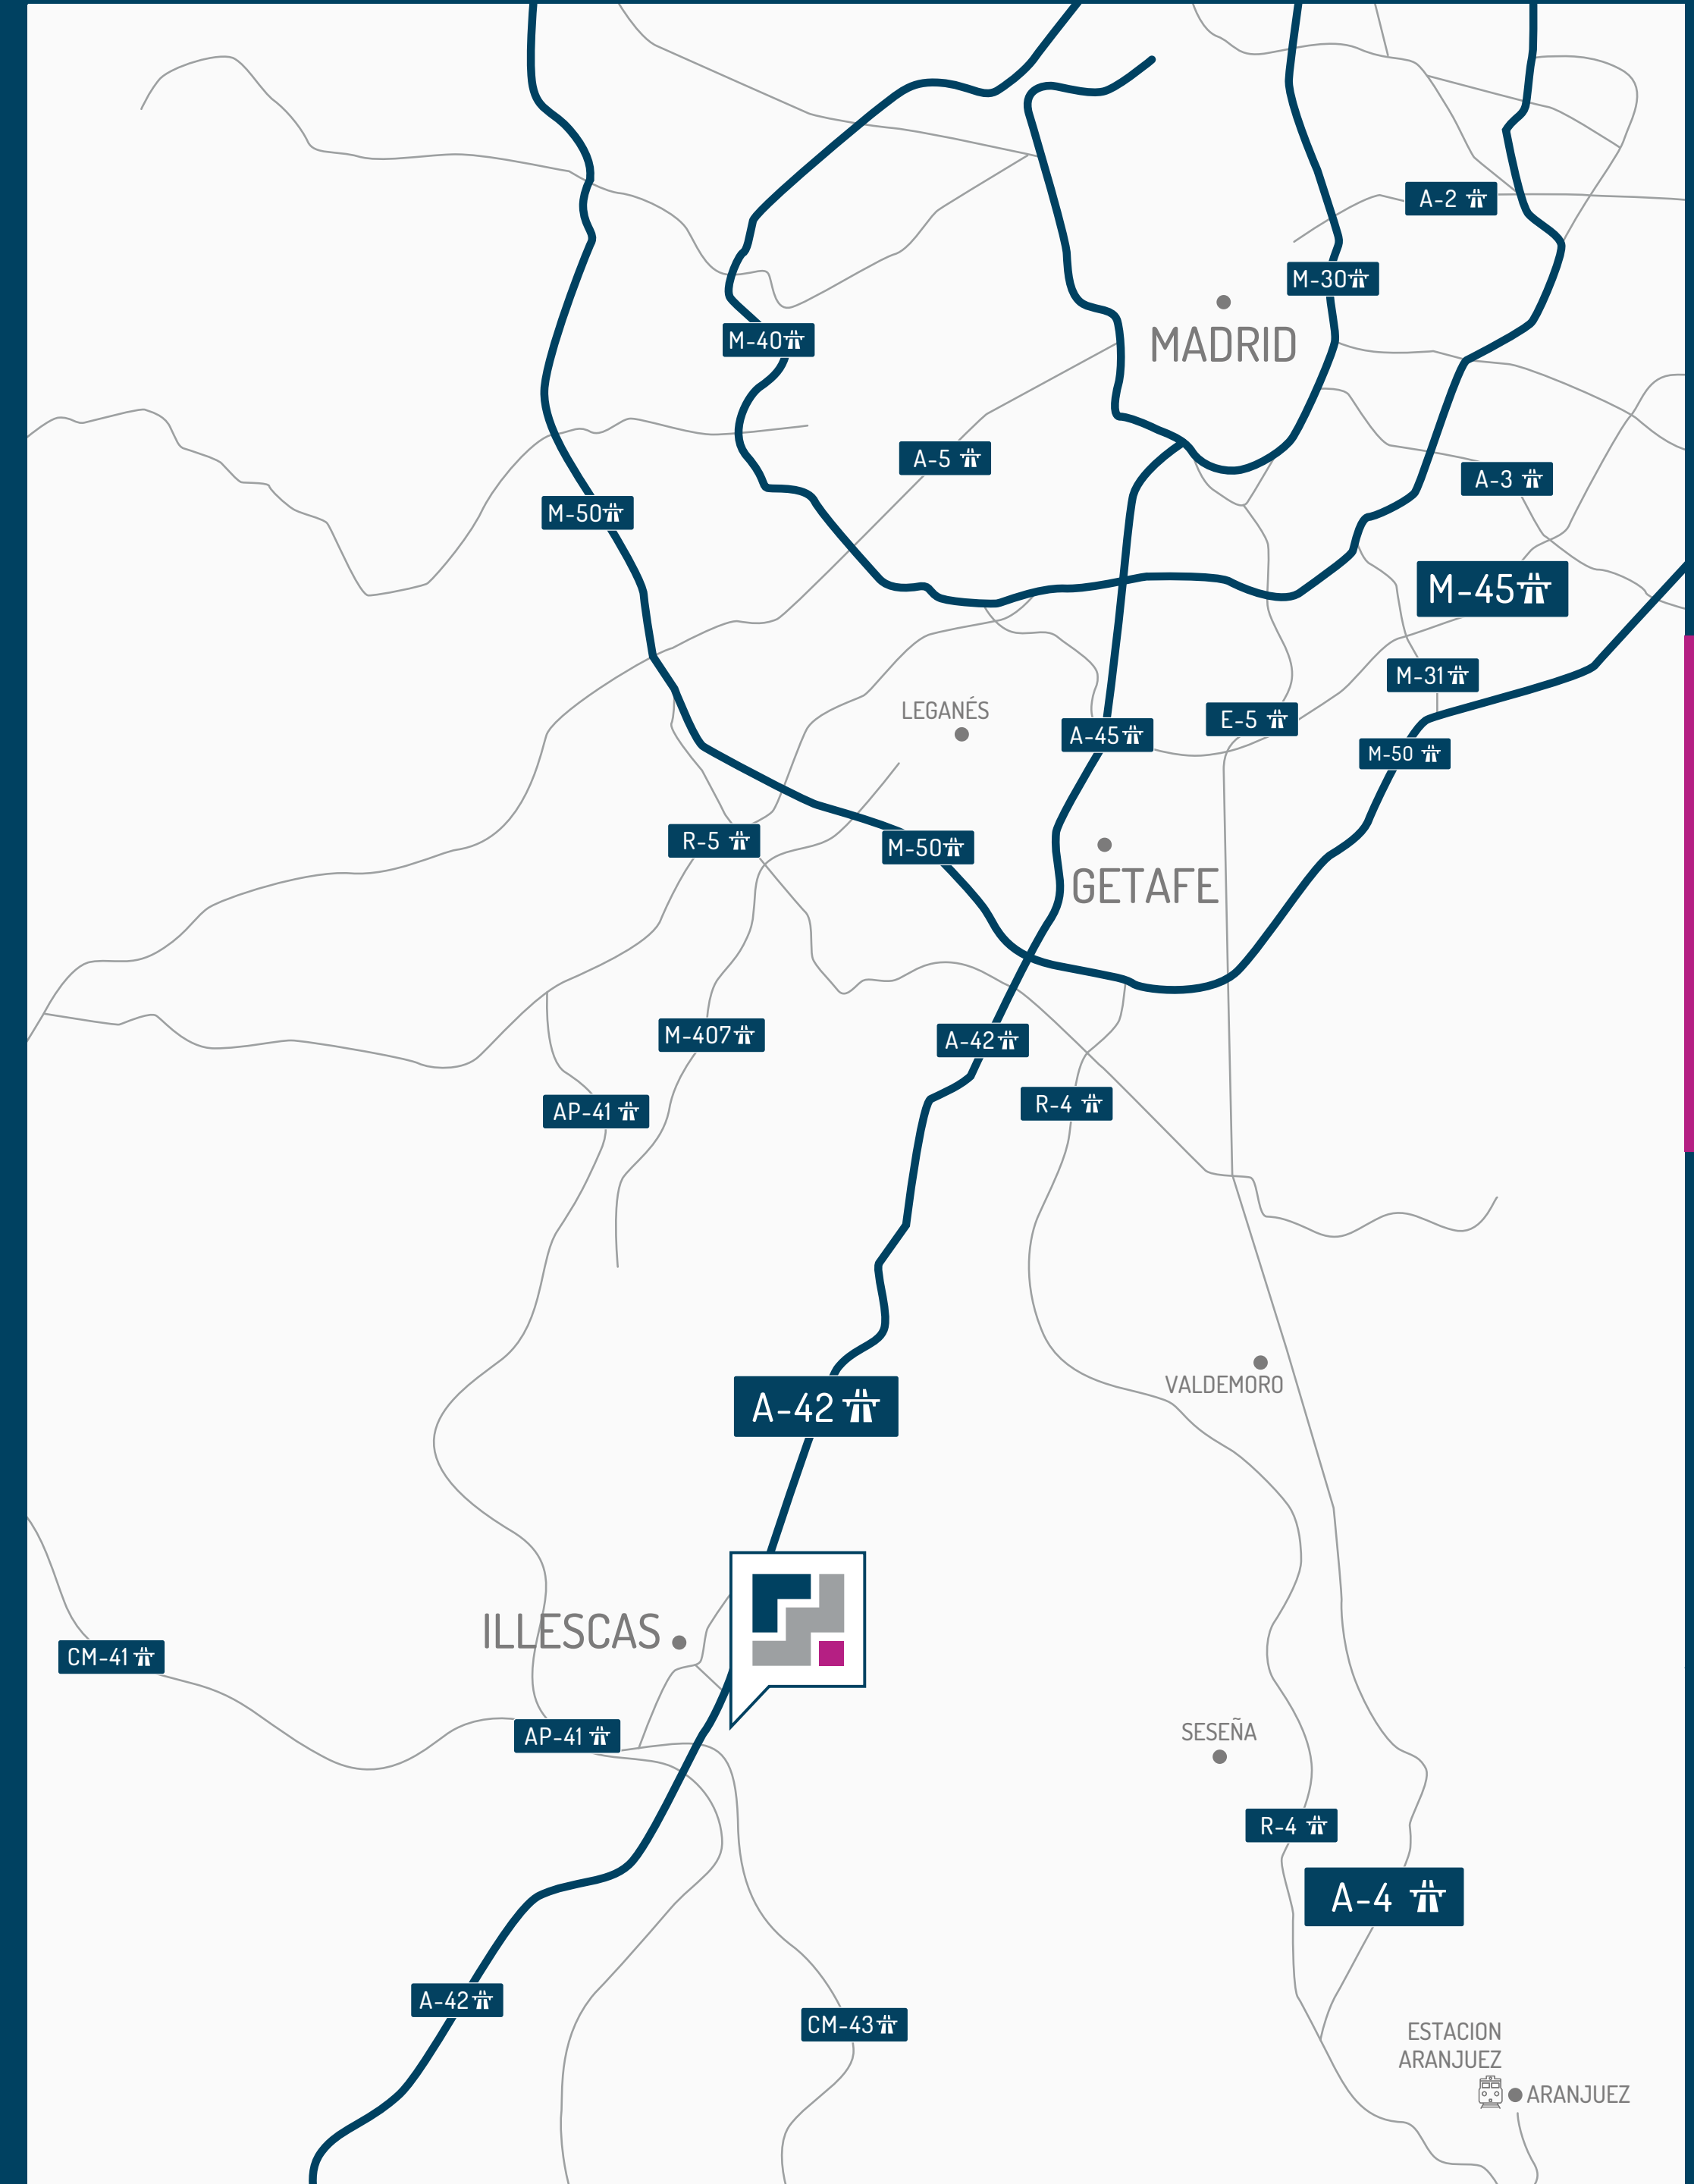 A-2
M-30
M-40
MADRID
A-5
A-3
M-50
M-45
M-31
LEGANÉS
E-5
A-45
M-50
R-5
M-50
GETAFE
M-407
A-42
R-4
AP-41
VALDEMORO
A-42
ILLESCAS
CM-41
SESEÑA
AP-41
R-4
A-4
A-42
CM-43
ESTACION
ARANJUEZ
ARANJUEZ